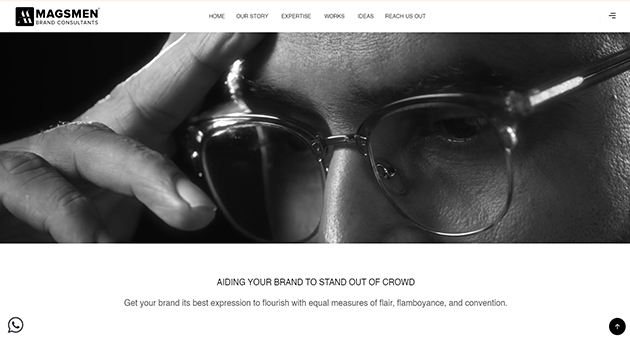 MAGSMEN
BRAND CONSULTANTS
HOME OUR STORY EXPERTISE WORKS IDEAS REACH US OUT
AIDING YOUR BRAND TO STAND OUT OF CROWD
Get your brand its best expression to flourish with equal measures of flair, flamboyance, and convention.